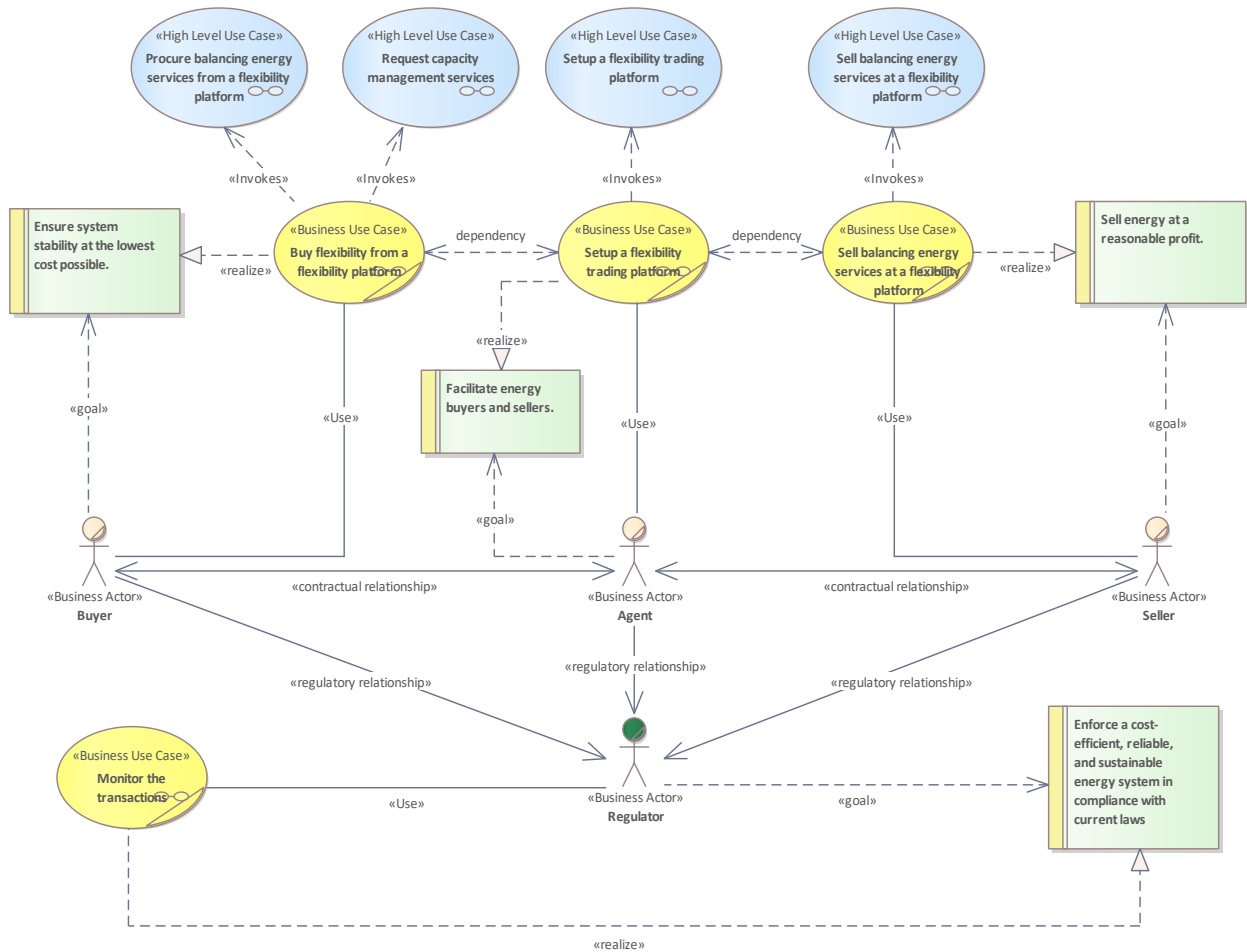 «High Level Use Case»
Procure balancing energy
services from a flexibility
platform
«High Level Use Case»
Request capacity
management services
«High Level Use Case»
Setup a flexibility trading
platform
«High Level Use Case»
Sell balancing energy
services at a flexibility
platform
«Invokes»
«Invokes»
«Invokes»
«Invokes»
Ensure system
stability at the lowest
cost possible.
«realize»
«Business Use Case»
Buy flexibility from a
flexibility platform
dependency
«Business Use Case»
Setup a flexibility
trading platform
dependency
«Business Use Case»
Sell balancing energy
services at a flexibility
platform
«realize»
Sell energy at a
reasonable profit.
«realize»
Facilitate energy
buyers and sellers.
«goal»
«Use»
«Use»
«Use»
«goal»
«goal»
«Business Actor»
Buyer
«contractual relationship»
«Business Actor»
Agent
«contractual relationship»
«Business Actor»
Seller
«regulatory relationship»
«regulatory relationship»
«regulatory relationship»
«Business Use Case»
Monitor the
transactions
«Use»
«Business Actor»
Regulator
«goal»
Enforce a cost-
efficient, reliable,
and sustainable
energy system in
compliance with
current laws
«realize»